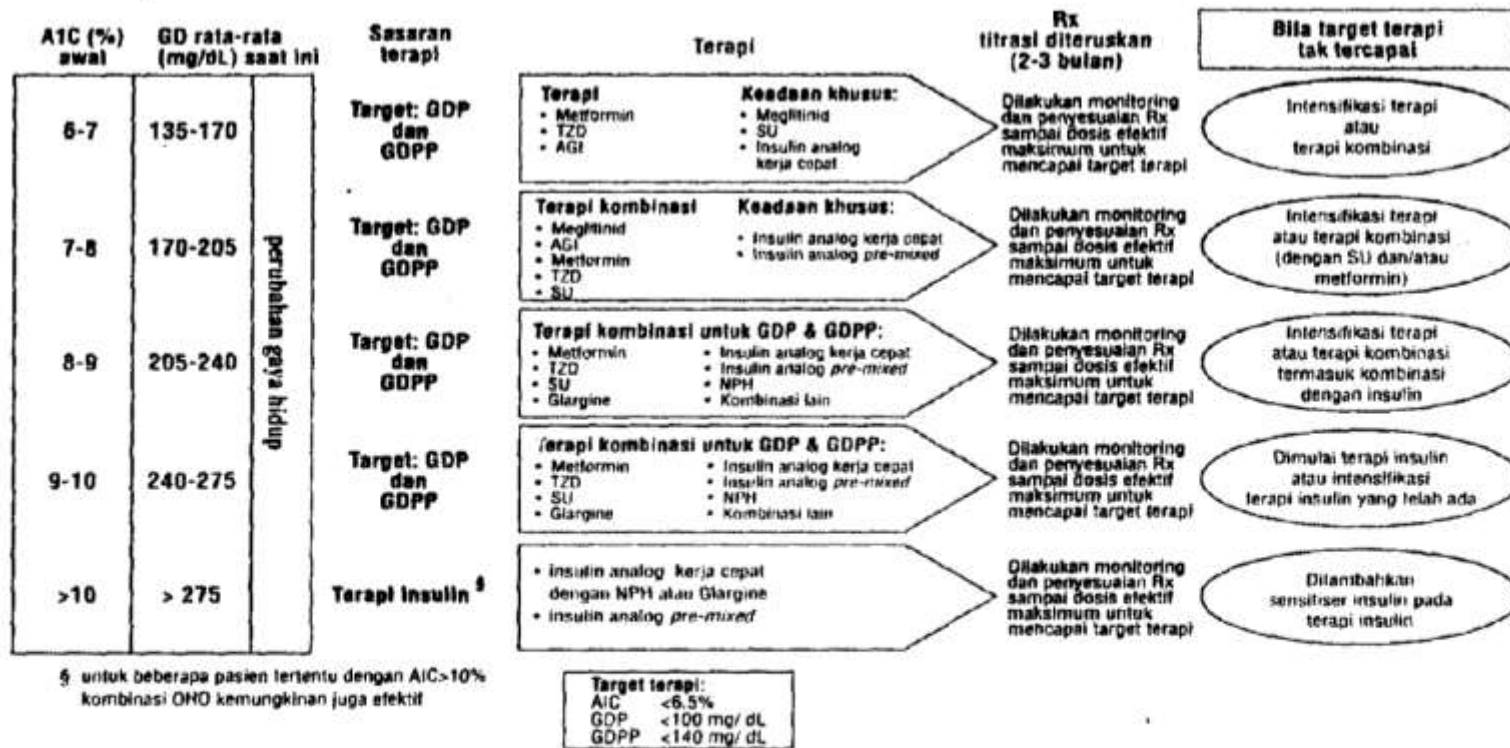 A1C (%)
awal
GD rata-rata
(mg/dL) saat ini
Sasaran
terapi
Terapi
Rx
titrasi diteruskan
(2-3 bulan)
Bila target terapi
tak tercapai
perubahan gaya hidup
6-7
135-170
Target: GDP
dan
GDPP
Terapi
• Metformin
• TZD
• AGI
Keadaan khusus:
• Meglitinid
• SU
• Insulin analog
kerja cepat
Dilakukan monitoring
dan penyesuaian Rx
sampai dosis efektif
maksimum untuk
mencapai target terapi
Intensifikasi terapi
atau
terapi kombinasi
7-8
170-205
Target: GDP
dan
GDPP
Terapi kombinasi
• Meglitinid
• AGI
• Metformin
• TZD
• SU
Keadaan khusus:
• Insulin analog kerja cepat
• Insulin analog pre-mixed
Dilakukan monitoring
dan penyesuaian Rx
sampai dosis efektif
maksimum untuk
mencapai target terapi
Intensifikasi terapi
atau terapi kombinasi
(dengan SU dan/atau
metformin)
8-9
205-240
Target: GDP
dan
GDPP
Terapi kombinasi untuk GDP & GDPP:
• Metformin
• TZD
• SU
• Glargine
• Insulin analog kerja cepat
• Insulin analog pre-mixed
• NPH
• Kombinasi lain
Dilakukan monitoring
dan penyesuaian Rx
sampai dosis efektif
maksimum untuk
mencapai target terapi
Intensifikasi terapi
atau terapi kombinasi
termasuk kombinasi
dengan insulin
9-10
240-275
Target: GDP
dan
GDPP
Terapi kombinasi untuk GDP & GDPP:
• Metformin
• TZD
• SU
• Glargine
• Insulin analog kerja cepat
• Insulin analog pre-mixed
• NPH
• Kombinasi lain
Dilakukan monitoring
dan penyesuaian Rx
sampai dosis efektif
maksimum untuk
mencapai target terapi
Dimulai terapi insulin
atau intensifikasi
terapi insulin yang telah ada
>10
> 275
Terapi insulin §
• insulin analog kerja cepat
dengan NPH atau Glargine
• insulin analog pre-mixed
Dilakukan monitoring
dan penyesuaian Rx
sampai dosis efektif
maksimum untuk
mencapai target terapi
Ditambahkan
sensitiser insulin pada
terapi insulin
§ untuk beberapa pasien tertentu dengan AIC>10%
kombinasi OHO kemungkinan juga efektif
Target terapi:
AIC <6.5%
GDP <100 mg/ dL
GDPP <140 mg/ dL